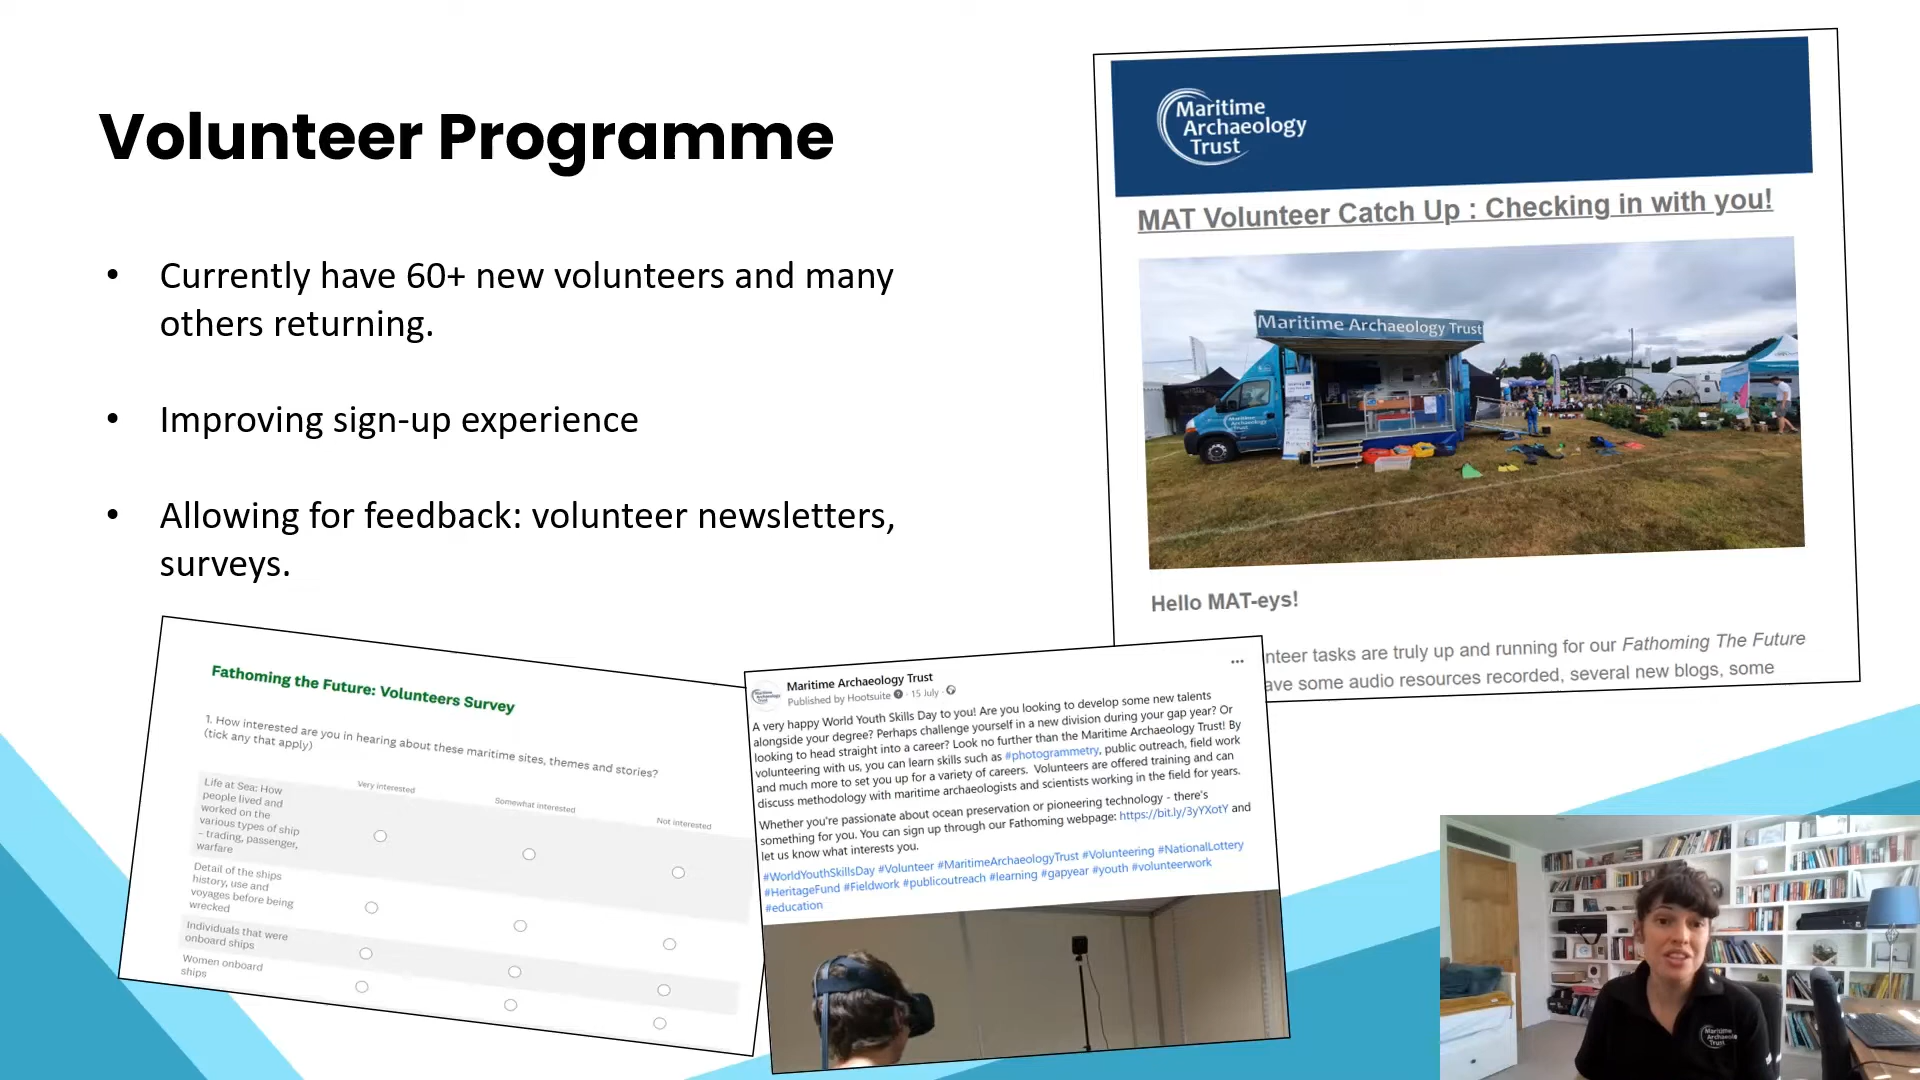 Volunteer Programme
• Currently have 60+ new volunteers and many
others returning.
• Improving sign-up experience
• Allowing for feedback: volunteer newsletters,
surveys.
Maritime
Archaeology
Trust
MAT Volunteer Catch Up : Checking in with you!
Maritime Archaeology Trust
Maritime
Archaeology
Trust
Hello MAT-eys!
nteer tasks are truly up and running for our Fathoming The Future
ave some audio resources recorded, several new blogs, some
Fathoming the Future: Volunteers Survey
1. How interested are you in hearing about these maritime sites, themes and stories?
(tick any that apply)
Very interested
Somewhat interested
Not interested
Life at Sea: How
people lived and
worked on the
various types of ship
– trading, passenger,
warfare
Detail of the ships
history, use and
voyages before being
wrecked
Individuals that were
onboard ships
Women onboard
ships
Maritime Archaeology Trust
Published by Hootsuite · 15 July ·
A very happy World Youth Skills Day to you! Are you looking to develop some new talents
alongside your degree? Perhaps challenge yourself in a new division during your gap year? Or
looking to head straight into a career? Look no further than the Maritime Archaeology Trust! By
volunteering with us, you can learn skills such as #photogrammetry, public outreach, field work
and much more to set you up for a variety of careers. Volunteers are offered training and can
discuss methodology with maritime archaeologists and scientists working in the field for years.
Whether you're passionate about ocean preservation or pioneering technology - there's
something for you. You can sign up through our Fathoming webpage: https://bit.ly/3yYXotY and
let us know what interests you.
#WorldYouthSkillsDay #Volunteer #MaritimeArchaeologyTrust #Volunteering #NationalLottery
#HeritageFund #Fieldwork #publicoutreach #learning #gapyear #youth #volunteerwork
#education
Maritime
Archaeology
Trust